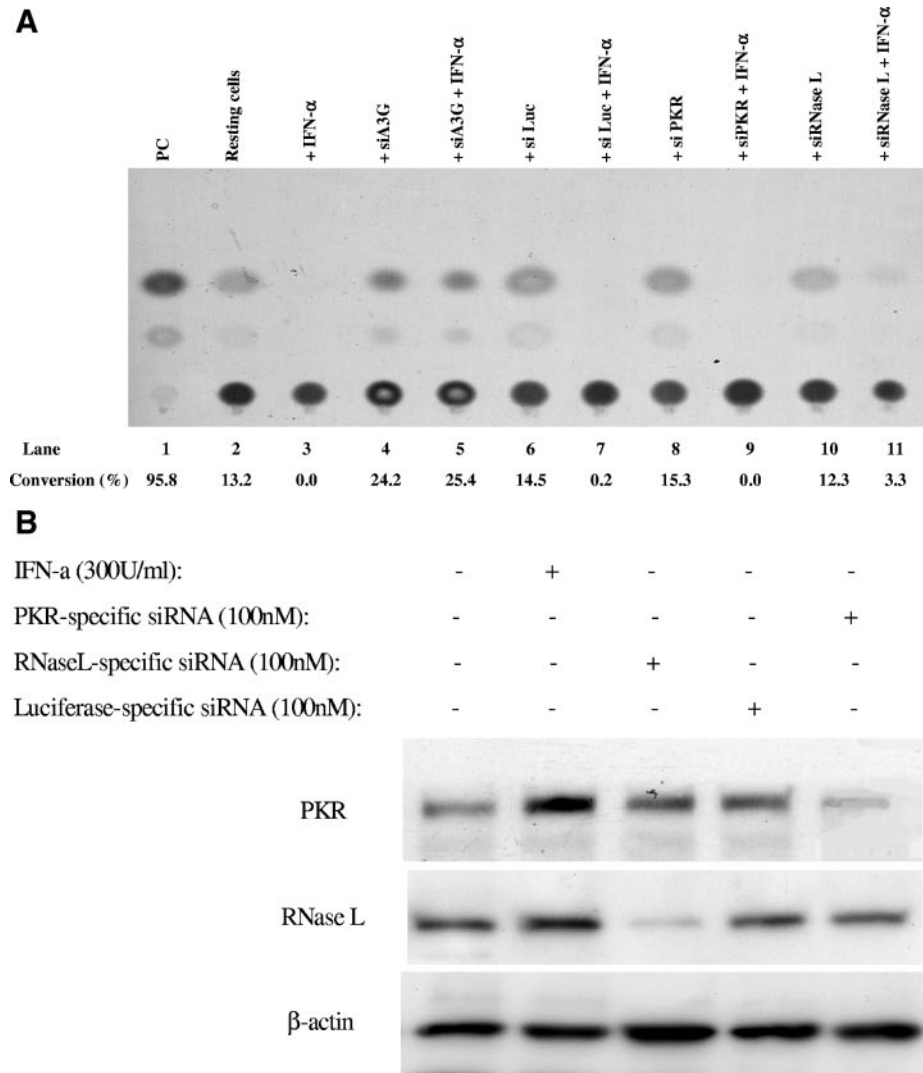 A
PC
Resting cells
+ IFN-α
+ siA3G
+ siA3G + IFN-α
+ si Luc
+ si Luc + IFN-α
+ si PKR
+ siPKR + IFN-α
+ siRNase L
+ siRNase L + IFN-α
Lane 1 2 3 4 5 6 7 8 9 10 11
Conversion (%) 95.8 13.2 0.0 24.2 25.4 14.5 0.2 15.3 0.0 12.3 3.3
B
IFN-a (300U/ml): - + - - -
PKR-specific siRNA (100nM): - - - - +
RNaseL-specific siRNA (100nM): - - + - -
Luciferase-specific siRNA (100nM): - - - + -
PKR
RNase L
β-actin